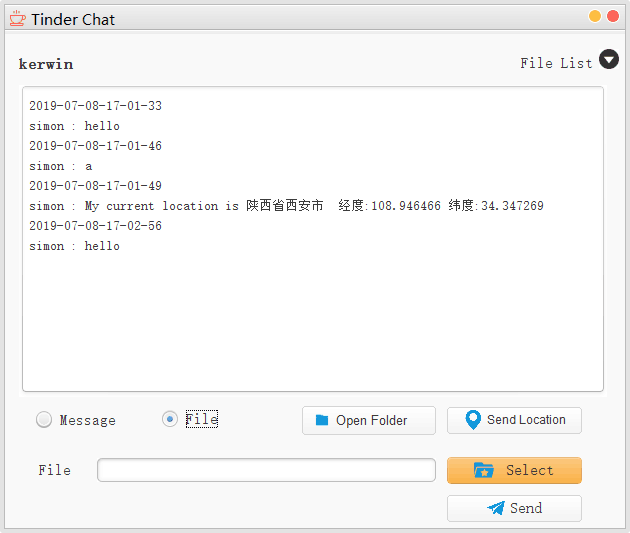 Tinder Chat
kerwin
File List
2019-07-08-17-01-33
simon : hello
2019-07-08-17-01-46
simon : a
2019-07-08-17-01-49
simon : My current location is 陕西省西安市  经度:108.946466 纬度:34.347269
2019-07-08-17-02-56
simon : hello
Message
File
Open Folder
Send Location
File
Select
Send